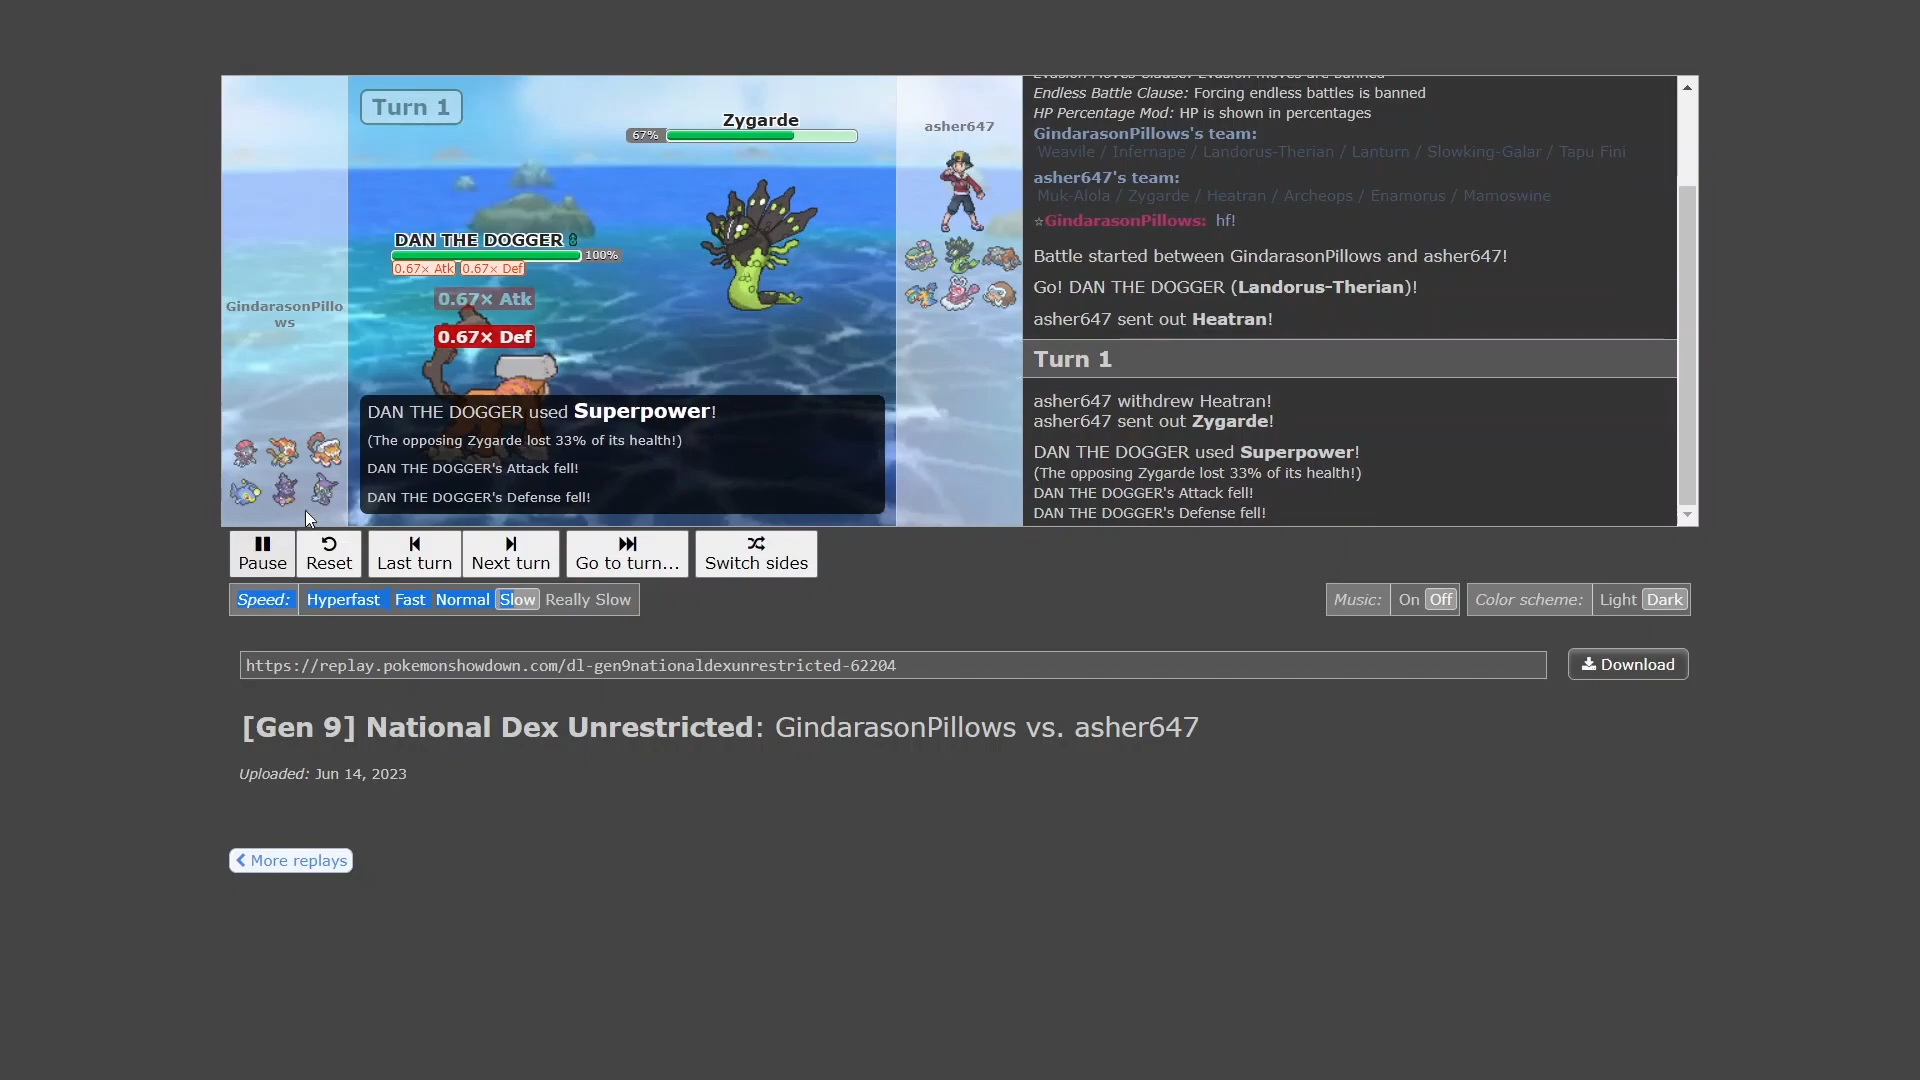 Turn 1
Zygarde
67%
asher647
DAN THE DOGGER
100%
0.67× Atk 0.67× Def
0.67× Atk
0.67× Def
GindarasonPillo
ws
DAN THE DOGGER used Superpower!
(The opposing Zygarde lost 33% of its health!)
DAN THE DOGGER's Attack fell!
DAN THE DOGGER's Defense fell!
Evasion Moves Clause: Evasion moves are banned
Endless Battle Clause: Forcing endless battles is banned
HP Percentage Mod: HP is shown in percentages
GindarasonPillows's team:
Weavile / Infernape / Landorus-Therian / Lanturn / Slowking-Galar / Tapu Fini
asher647's team:
Muk-Alola / Zygarde / Heatran / Archeops / Enamorus / Mamoswine
☆GindarasonPillows: hf!
Battle started between GindarasonPillows and asher647!
Go! DAN THE DOGGER (Landorus-Therian)!
asher647 sent out Heatran!
Turn 1
asher647 withdrew Heatran!
asher647 sent out Zygarde!
DAN THE DOGGER used Superpower!
(The opposing Zygarde lost 33% of its health!)
DAN THE DOGGER's Attack fell!
DAN THE DOGGER's Defense fell!
Pause Reset Last turn Next turn Go to turn... Switch sides
Speed: Hyperfast Fast Normal Slow Really Slow
Music: On Off Color scheme: Light Dark
https://replay.pokemonshowdown.com/dl-gen9nationaldexunrestricted-62204
Download
[Gen 9] National Dex Unrestricted: GindarasonPillows vs. asher647
Uploaded: Jun 14, 2023
More replays